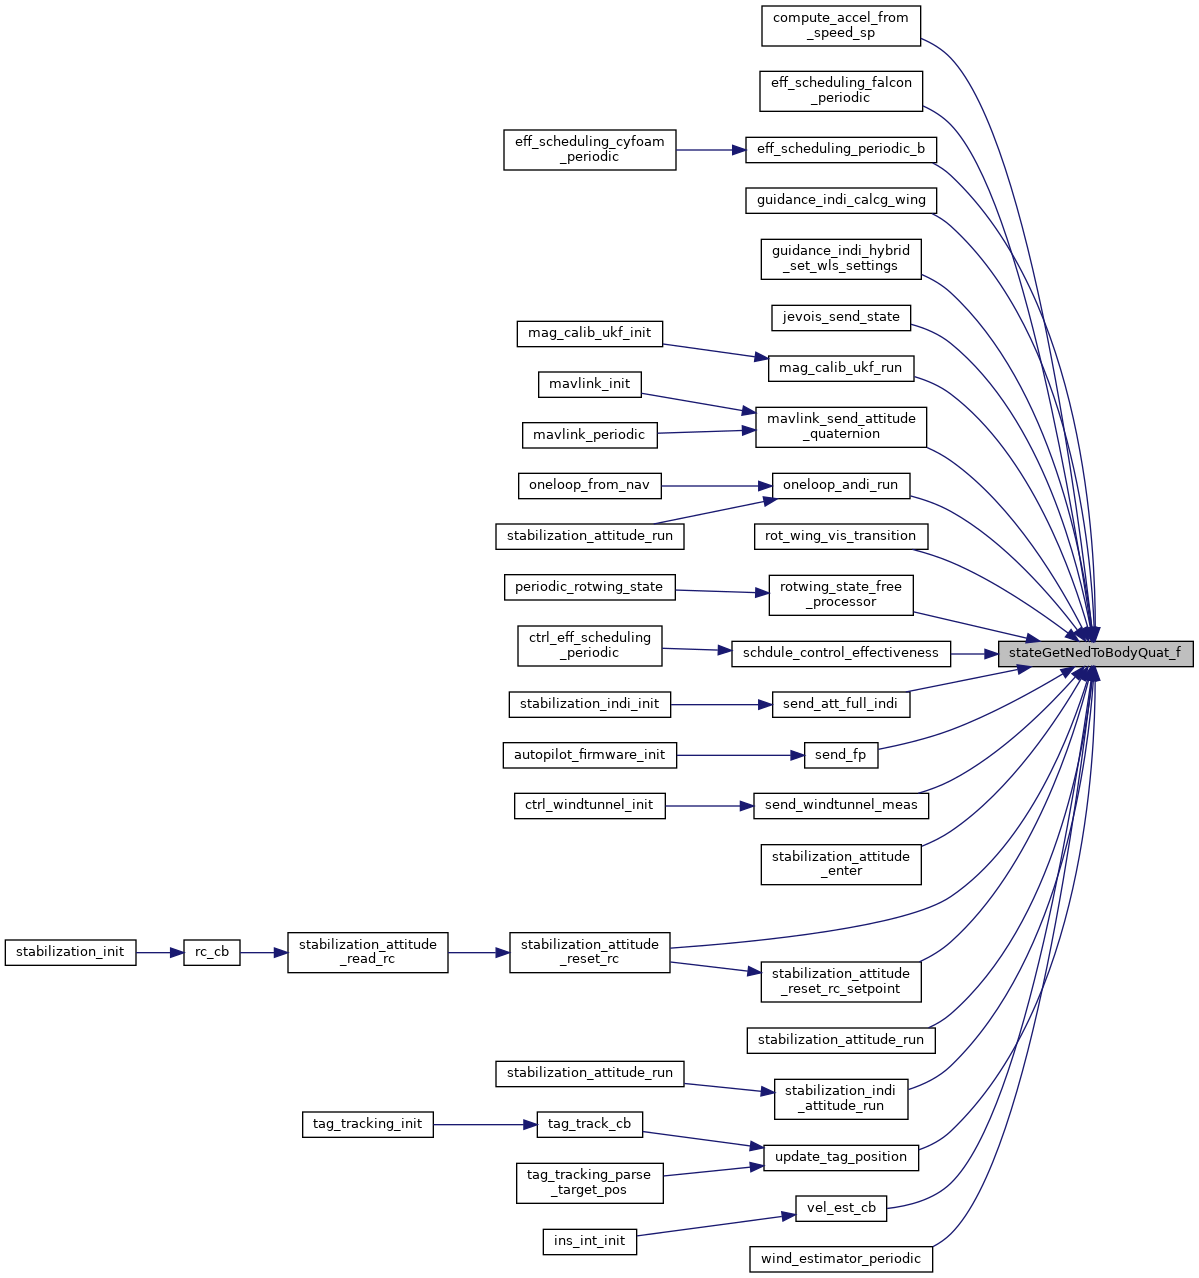 compute_accel_from
_speed_sp
eff_scheduling_falcon
_periodic
eff_scheduling_cyfoam
_periodic
eff_scheduling_periodic_b
guidance_indi_calcg_wing
guidance_indi_hybrid
_set_wls_settings
jevois_send_state
mag_calib_ukf_init
mag_calib_ukf_run
mavlink_init
mavlink_send_attitude
_quaternion
mavlink_periodic
oneloop_from_nav
oneloop_andi_run
stabilization_attitude_run
rot_wing_vis_transition
periodic_rotwing_state
rotwing_state_free
_processor
ctrl_eff_scheduling
_periodic
schdule_control_effectiveness
stateGetNedToBodyQuat_f
stabilization_indi_init
send_att_full_indi
autopilot_firmware_init
send_fp
ctrl_windtunnel_init
send_windtunnel_meas
stabilization_attitude
_enter
stabilization_init
rc_cb
stabilization_attitude
_read_rc
stabilization_attitude
_reset_rc
stabilization_attitude
_reset_rc_setpoint
stabilization_attitude_run
stabilization_attitude_run
stabilization_indi
_attitude_run
tag_tracking_init
tag_track_cb
update_tag_position
tag_tracking_parse
_target_pos
vel_est_cb
ins_int_init
wind_estimator_periodic